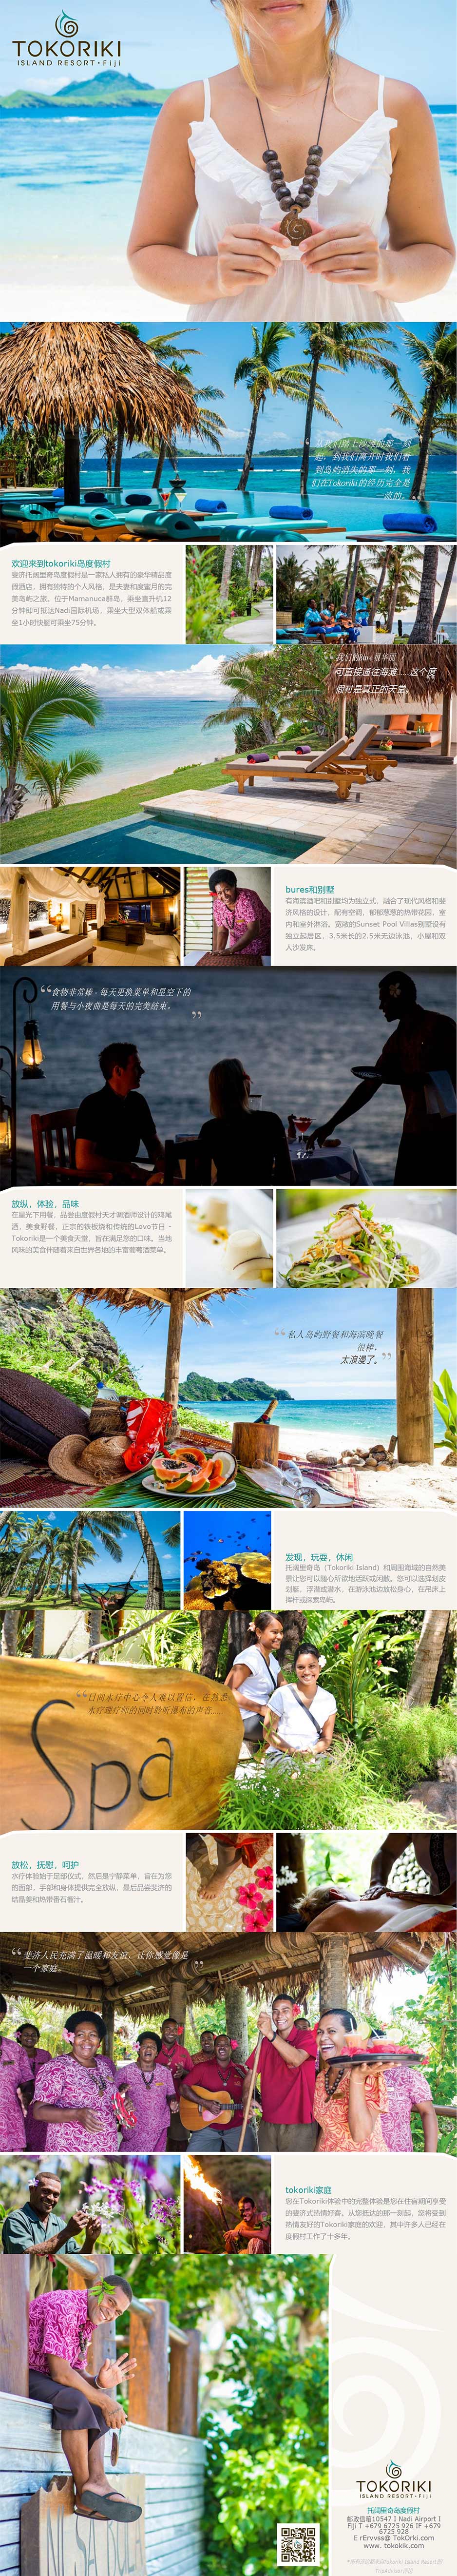 TOKORIKI
ISLAND RESORT • Fiji
从我们踏上沙滩的那一刻
起，到我们离开时我们看
到岛屿消失的那一刻，我
们在Tokoriki的经历完全是
一流的。
欢迎来到tokoriki岛度假村
斐济托阔里奇岛度假村是一家私人拥有的豪华精品度
假酒店，拥有独特的个人风格，是夫妻和度蜜月的完
美岛屿之旅。位于Mamanuca群岛，乘坐直升机12
分钟即可抵达Nadi国际机场，乘坐大型双体船或乘
坐1小时快艇可乘坐75分钟。
我们的Bure很华丽
可直接通往海滩......这个度
假村是真正的天堂。
bures和别墅
有海滨酒吧和别墅均为独立式，融合了现代风格和斐
济风格的设计，配有空调，郁郁葱葱的热带花园，室
内和室外淋浴。宽敞的Sunset Pool Villas别墅设有
独立起居区，3.5米长的2.5米无边泳池，小屋和双
人沙发床。
“食物非常棒 - 每天更换菜单和星空下的
用餐与小夜曲是每天的完美结束。”
放纵，体验，品味
在星光下用餐，品尝由度假村天才调酒师设计的鸡尾
酒，美食野餐，正宗的铁板烧和传统的Lovo节日 -
Tokoriki是一个美食天堂，旨在满足您的口味。当地
风味的美食伴随着来自世界各地的丰富葡萄酒菜单。
“私人岛的野餐和海滨晚餐
很棒，
太浪漫了。”
发现，玩耍，休闲
托阔里奇岛（Tokoriki Island）和周围海域的自然美
景让您可以随心所欲地活跃或闲散。您可以选择划皮
划艇，浮潜或潜水，在游泳池边放松身心，在吊床上
挥杆或探索岛屿。
“日间水疗中心令人难以置信，在熟悉
水疗理疗师的同时聆听瀑布的声音......
Spa
放松，抚慰，呵护
水疗体验始于足部仪式，然后是宁静菜单，旨在为您
的面部，手部和身体提供完全放纵，最后品尝斐济的
结晶姜和热带番石榴汁。
“斐济人民充满了温暖和友谊，让你感觉像是
一个家庭。”
tokoriki家庭
您在Tokoriki体验中的完整体验是您在住宿期间享受
的斐济式热情好客。从您抵达的那一刻起，您将受到
热情友好的Tokoriki家庭的欢迎，其中许多人已经在
度假村工作了十多年。
TOKORIKI
ISLAND RESORT • Fiji
托阔里奇岛度假村
邮政信箱10547 I Nadi Airport I
Fiji T +679 6725 926 IF +679
6725 928
E rErvvss@ TokOrki.com
www. tokokik.com